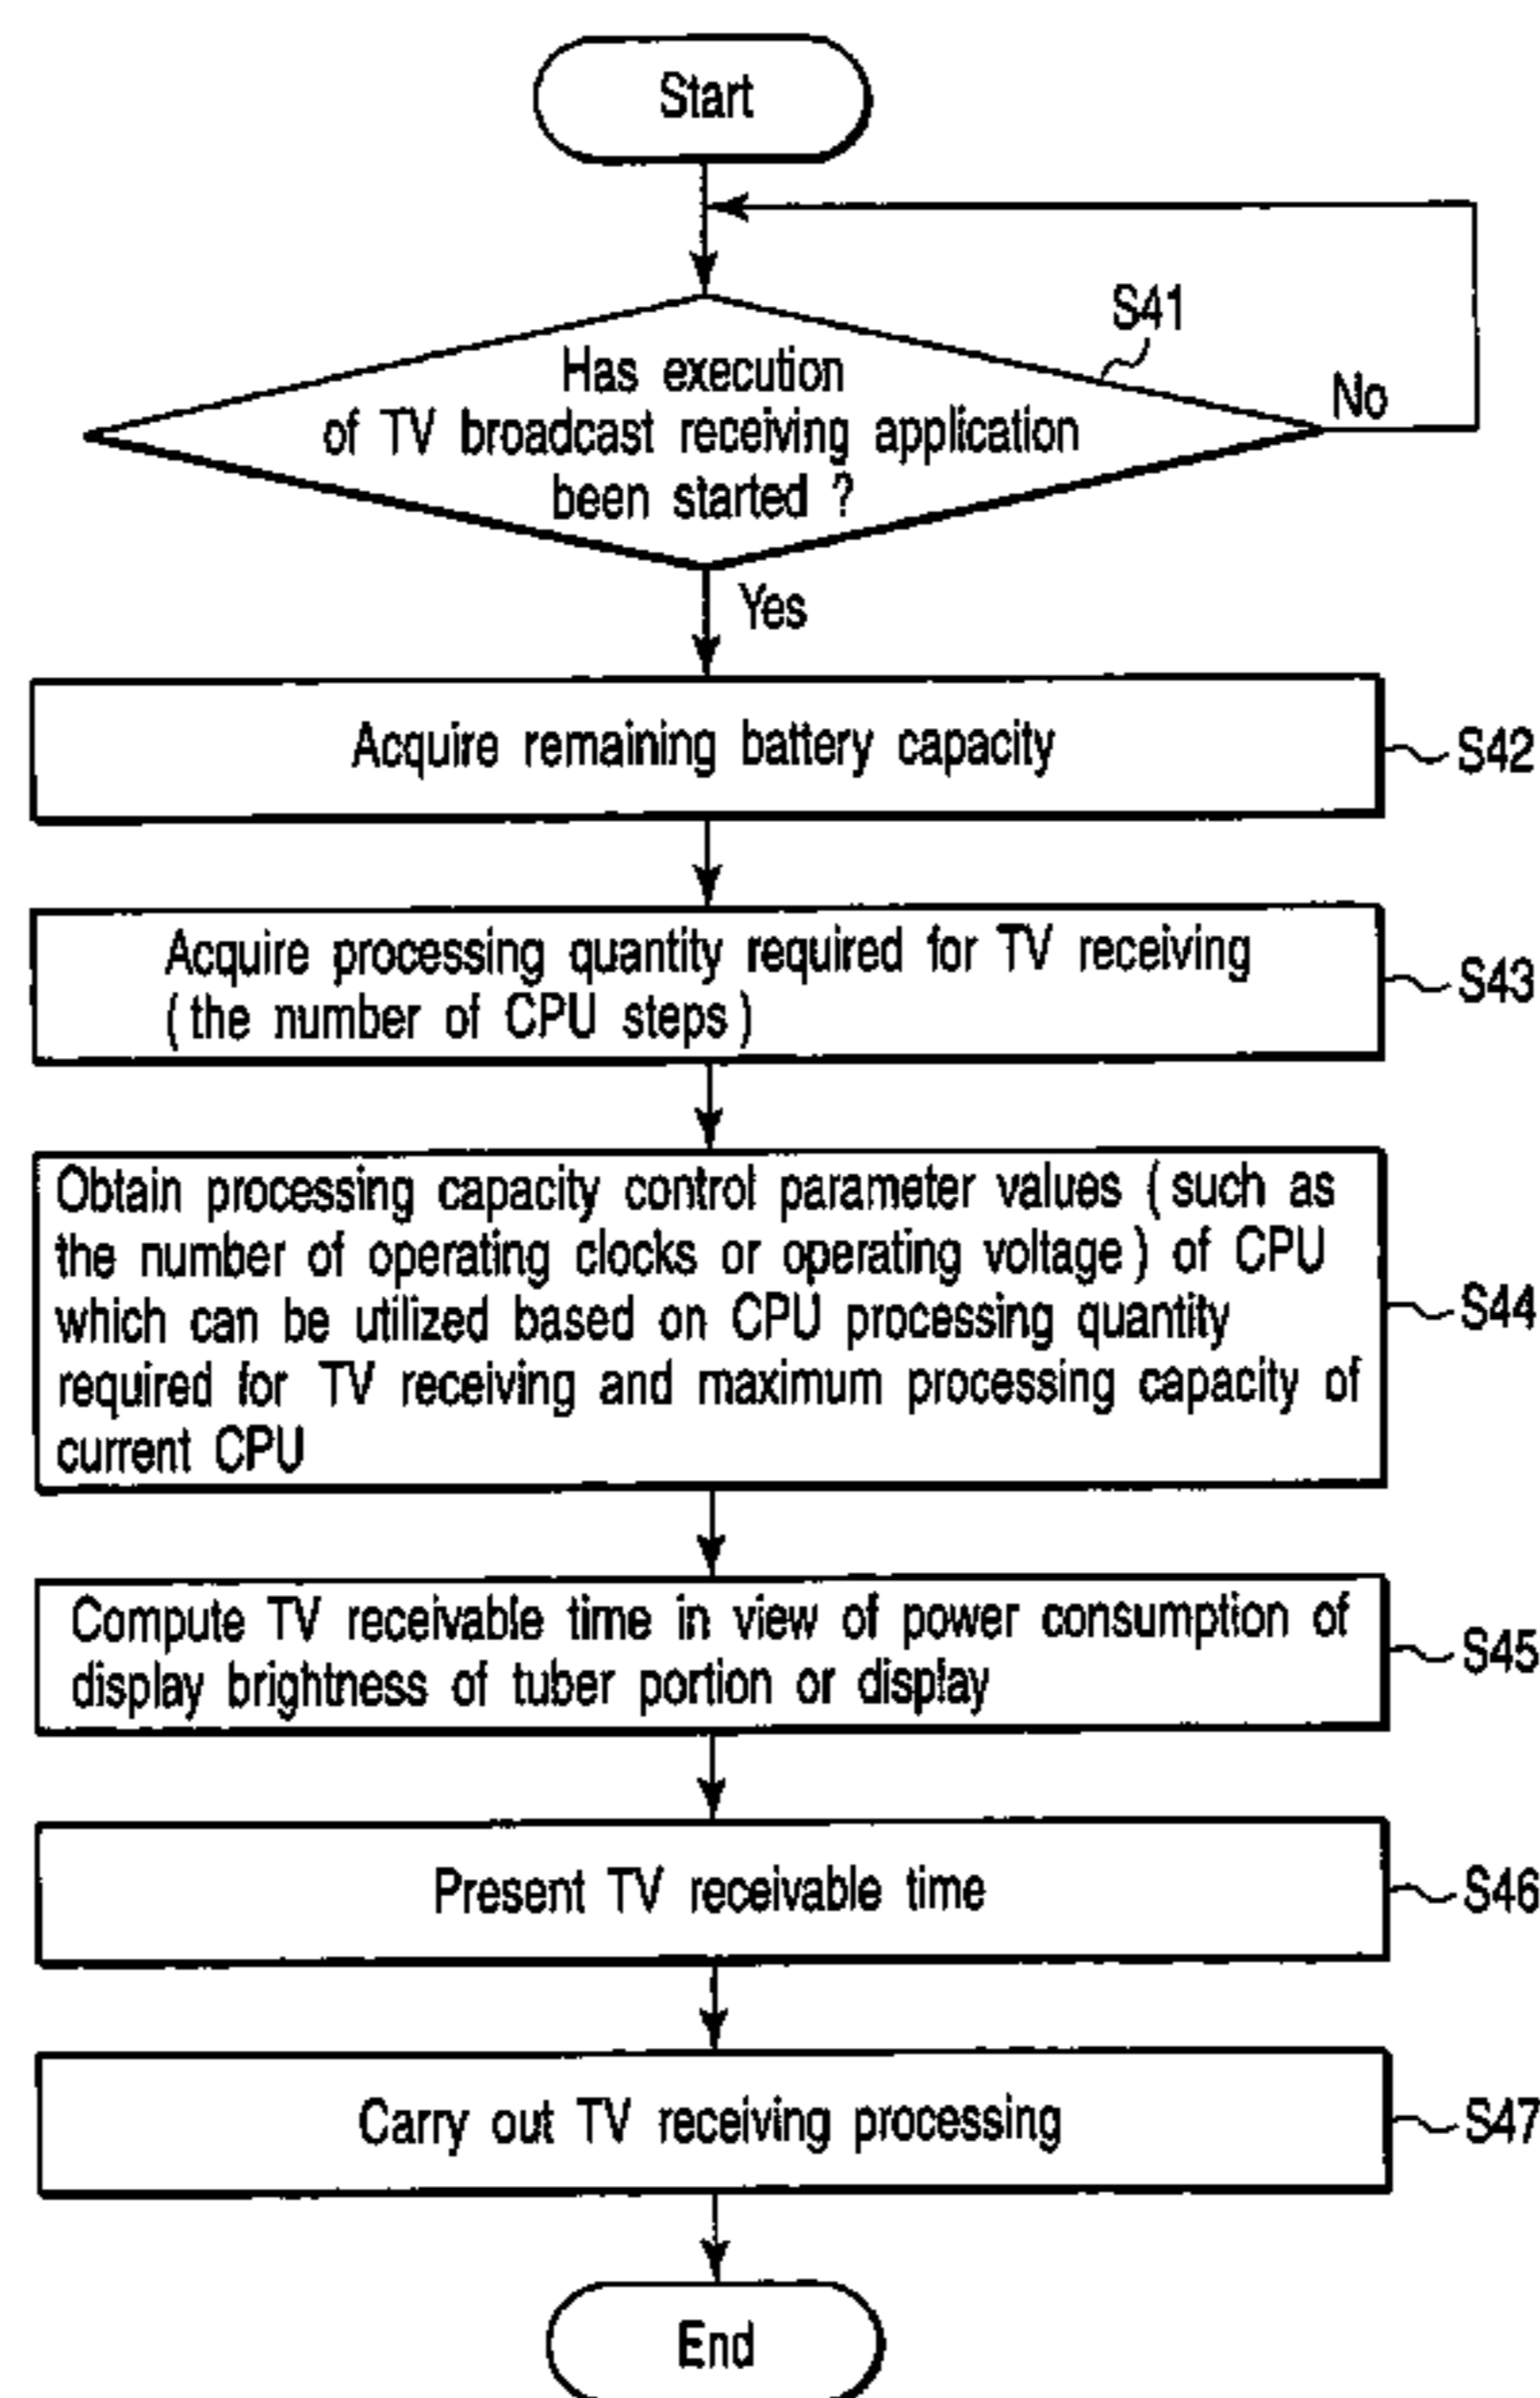 Start
S41
Has execution
of TV broadcast receiving application
been started ?
No
Yes
Acquire remaining battery capacity
S42
Acquire processing quantity required for TV receiving
(the number of CPU steps)
S43
Obtain processing capacity control parameter values (such as
the number of operating clocks or operating voltage) of CPU
which can be utilized based on CPU processing quantity
required for TV receiving and maximum processing capacity of
current CPU
S44
Compute TV receivable time in view of power consumption of
display brightness of tuber portion or display
S45
Present TV receivable time
S46
Carry out TV receiving processing
S47
End